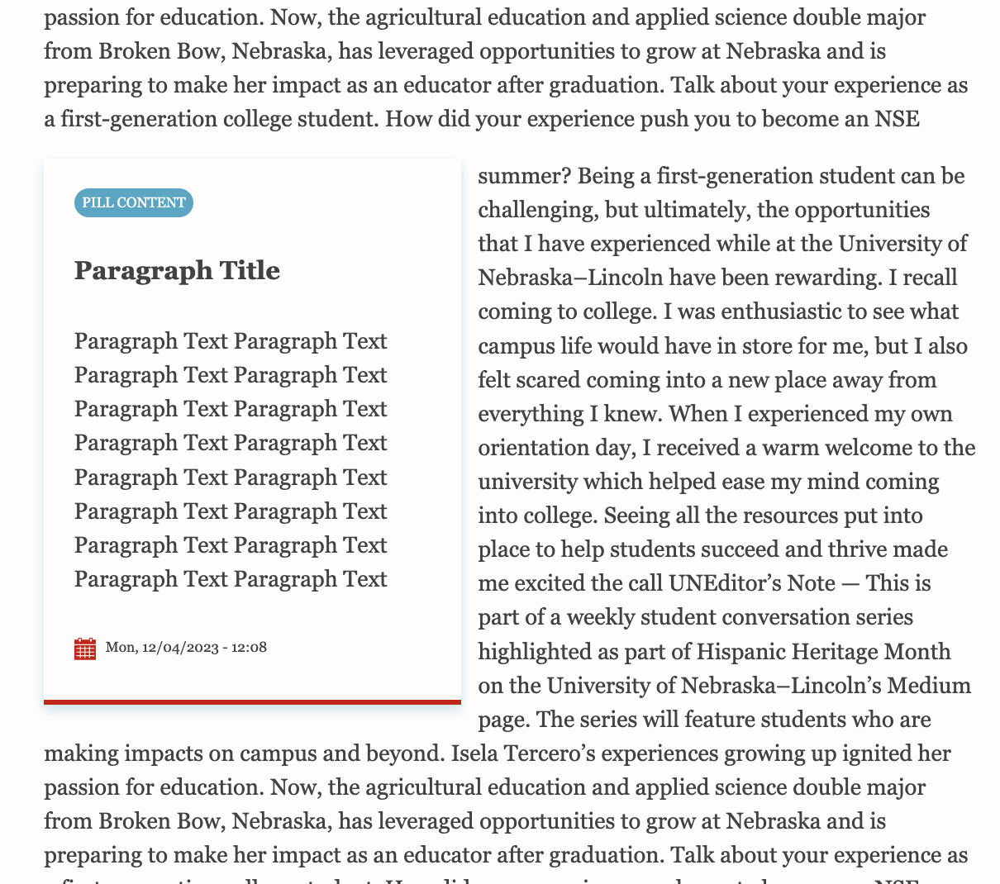 passion for education. Now, the agricultural education and applied science double major
from Broken Bow, Nebraska, has leveraged opportunities to grow at Nebraska and is
preparing to make her impact as an educator after graduation. Talk about your experience as
a first-generation college student. How did your experience push you to become an NSE
PILL CONTENT
Paragraph Title
Paragraph Text Paragraph Text
Paragraph Text Paragraph Text
Paragraph Text Paragraph Text
Paragraph Text Paragraph Text
Paragraph Text Paragraph Text
Paragraph Text Paragraph Text
Paragraph Text Paragraph Text
Paragraph Text Paragraph Text
Mon, 12/04/2023 - 12:08
summer? Being a first-generation student can be
challenging, but ultimately, the opportunities
that I have experienced while at the University of
Nebraska–Lincoln have been rewarding. I recall
coming to college. I was enthusiastic to see what
campus life would have in store for me, but I also
felt scared coming into a new place away from
everything I knew. When I experienced my own
orientation day, I received a warm welcome to the
university which helped ease my mind coming
into college. Seeing all the resources put into
place to help students succeed and thrive made
me excited the call UNEditor’s Note — This is
part of a weekly student conversation series
highlighted as part of Hispanic Heritage Month
on the University of Nebraska–Lincoln’s Medium
page. The series will feature students who are
making impacts on campus and beyond. Isela Tercero’s experiences growing up ignited her
passion for education. Now, the agricultural education and applied science double major
from Broken Bow, Nebraska, has leveraged opportunities to grow at Nebraska and is
preparing to make her impact as an educator after graduation. Talk about your experience as